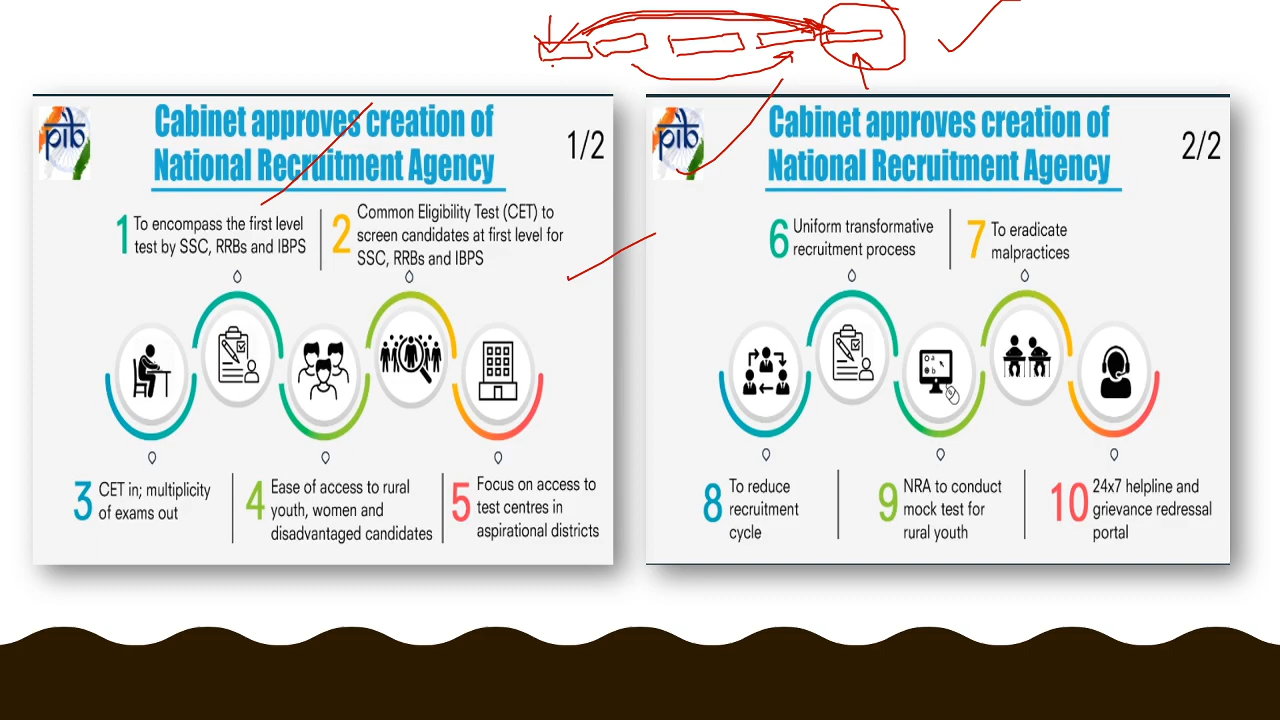 pib
Cabinet approves creation of
National Recruitment Agency
1/2
1 To encompass the first level
test by SSC, RRBs and IBPS
2 Common Eligibility Test (CET) to
screen candidates at first level for
SSC, RRBs and IBPS
3 CET in; multiplicity
of exams out
4 Ease of access to rural
youth, women and
disadvantaged candidates
5 Focus on access to
test centres in
aspirational districts
pib
Cabinet approves creation of
National Recruitment Agency
2/2
6 Uniform transformative
recruitment process
7 To eradicate
malpractices
8 To reduce
recruitment
cycle
9 NRA to conduct
mock test for
rural youth
10 24x7 helpline and
grievance redressal
portal